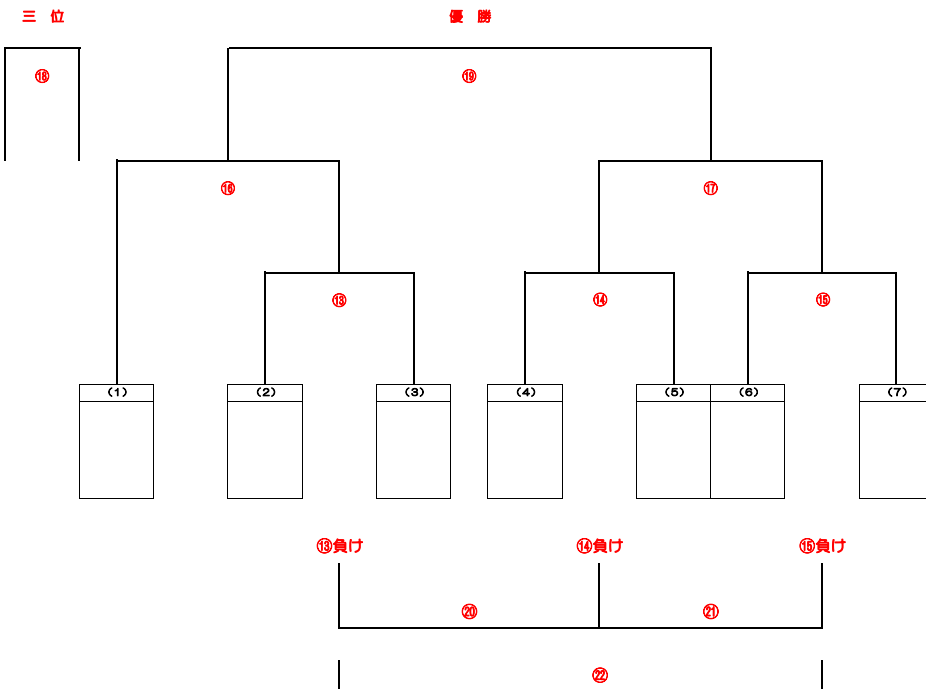 三　位　優　勝
⑱　⑲
⑯　⑰
⑬　⑭　⑮
(1)　(2)　(3)　(4)　(5)　(6)　(7)
⑬負け　⑭負け　⑮負け
⑳　㉑
㉒